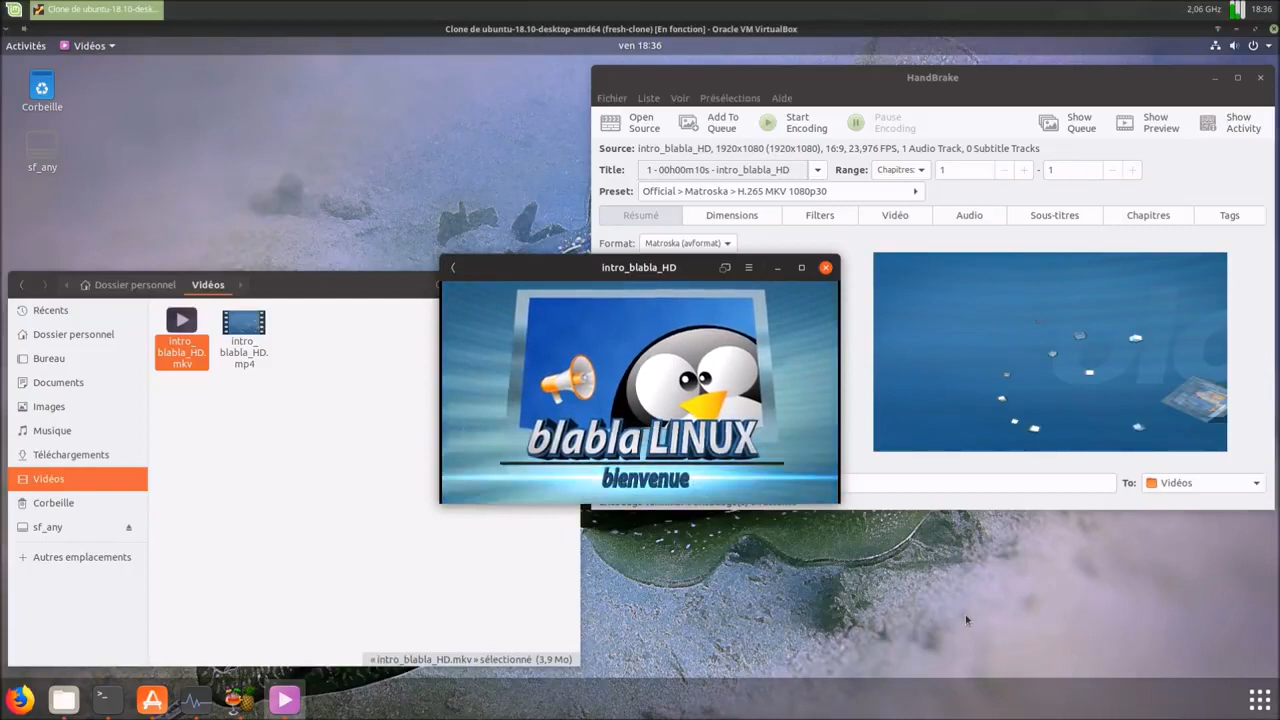 Clone de ubuntu-18.10-desk...
2,06 GHz
18:36
Clone de ubuntu-18.10-desktop-amd64 (fresh-clone) [En fonction] - Oracle VM VirtualBox
Activités
Vidéos
ven 18:36
Corbeille
sf_any
HandBrake
Fichier Liste Voir Présélections Aide
Open Source
Add To Queue
Start Encoding
Pause Encoding
Show Queue
Show Preview
Show Activity
Source: intro_blabla_HD, 1920x1080 (1920x1080), 16:9, 23,976 FPS, 1 Audio Track, 0 Subtitle Tracks
Title: 1 - 00h00m10s - intro_blabla_HD Range: Chapitres: 1 - 1
Preset: Official > Matroska > H.265 MKV 1080p30
Résumé Dimensions Filters Vidéo Audio Sous-titres Chapitres Tags
Format: Matroska (avformat)
To: Vidéos
intro_blabla_HD
blabla LINUX
bienvenue
Dossier personnel Vidéos
Récents
Dossier personnel
Bureau
Documents
Images
Musique
Téléchargements
Vidéos
Corbeille
sf_any
Autres emplacements
intro_
blabla_HD.
mkv
intro_
blabla_HD.
mp4
« intro_blabla_HD.mkv » sélectionné (3,9 Mo)